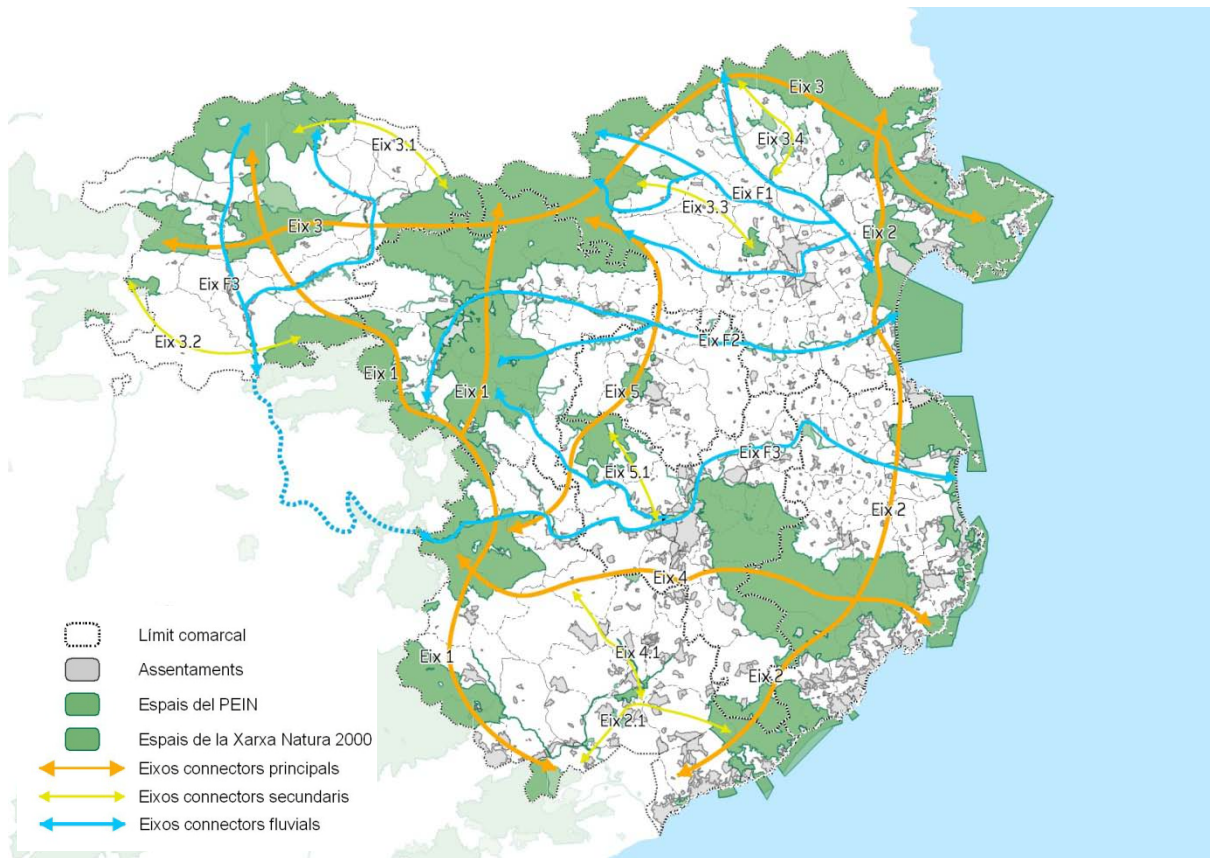 Eix 3
Eix 3.4
Eix 3.1
Eix F1
Eix 3.3
Eix 3
Eix 2
Eix F3
Eix 3.2
Eix F2
Eix 1
Eix 1
Eix 5
Eix F3
Eix 5.1
Eix 2
Eix 4
Eix 4.1
Eix 1
Eix 2
Eix 2.1
Límit comarcal
Assentaments
Espais del PEIN
Espais de la Xarxa Natura 2000
Eixos connectors principals
Eixos connectors secundaris
Eixos connectors fluvials